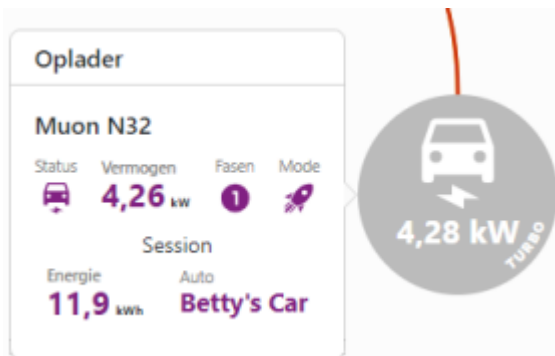 Oplader
Muon N32
Status Vermogen Fasen Mode
4,26 kW 1
Session
Energie Auto
11,9 kWh Betty's Car
4,28 kW
TURBO